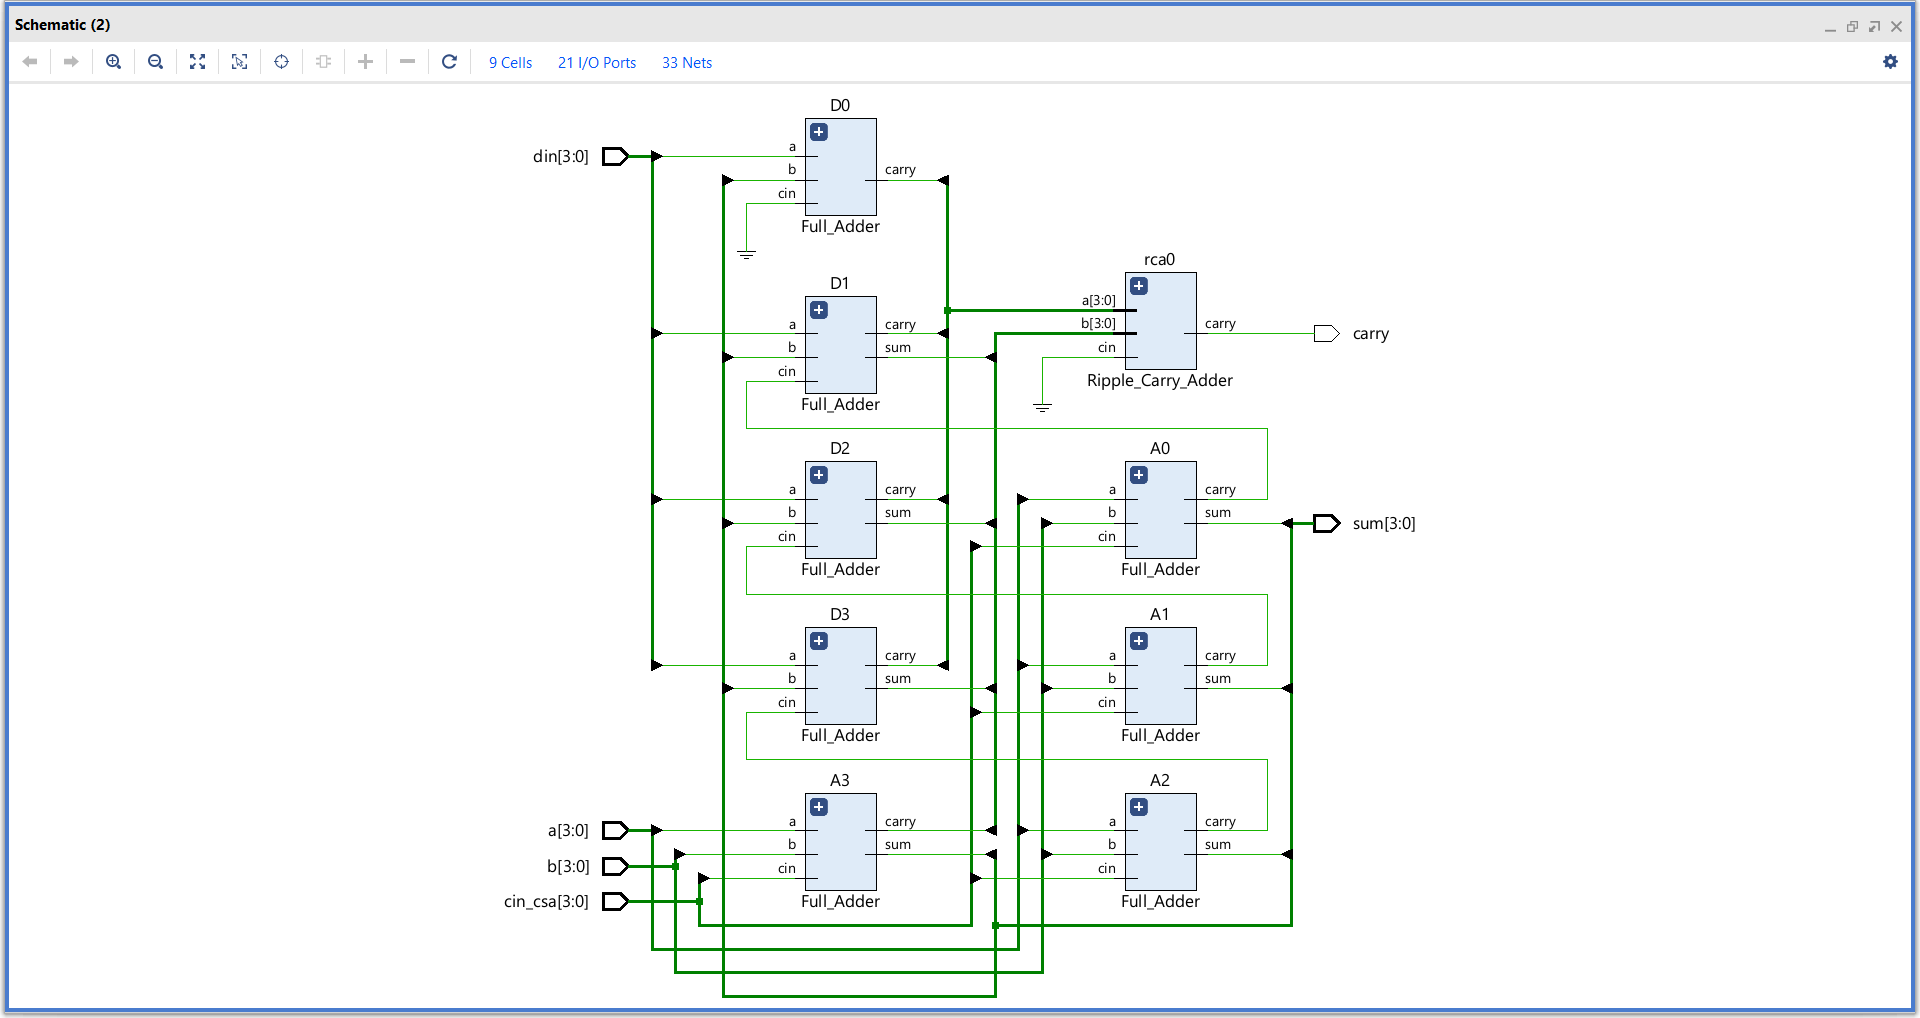 Schematic (2)
9 Cells 21 I/O Ports 33 Nets
D0
din[3:0]
a
b
cin
carry
Full_Adder
rca0
a[3:0]
b[3:0]
cin
carry
carry
Ripple_Carry_Adder
D1
a
b
cin
carry
sum
Full_Adder
D2
a
b
cin
carry
sum
Full_Adder
A0
a
b
cin
carry
sum
sum[3:0]
Full_Adder
D3
a
b
cin
carry
sum
Full_Adder
A1
a
b
cin
carry
sum
Full_Adder
A3
a[3:0]
b[3:0]
cin_csa[3:0]
a
b
cin
carry
sum
Full_Adder
A2
a
b
cin
carry
sum
Full_Adder